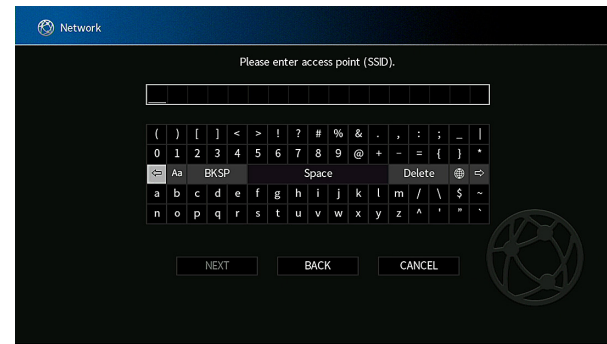 Network
Please enter access point (SSID).
( ) [ ] < > ! ? # % & . , : ; _ |
0 1 2 3 4 5 6 7 8 9 @ + - = { } *
⇦ Aa BKSP Space Delete ⇨
a b c d e f g h i j k l m / \ $ ~
n o p q r s t u v w x y z ^ ' " `
NEXT BACK CANCEL